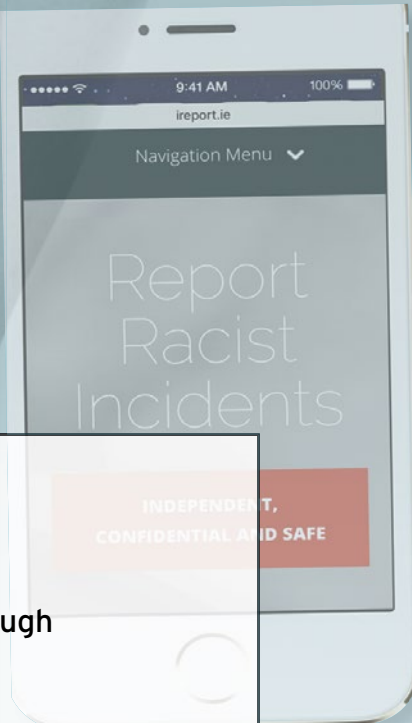 9:41 AM 100%
ireport.ie
Navigation Menu
Report
Racist
Incidents
INDEPENDENT,
CONFIDENTIAL AND SAFE
ugh